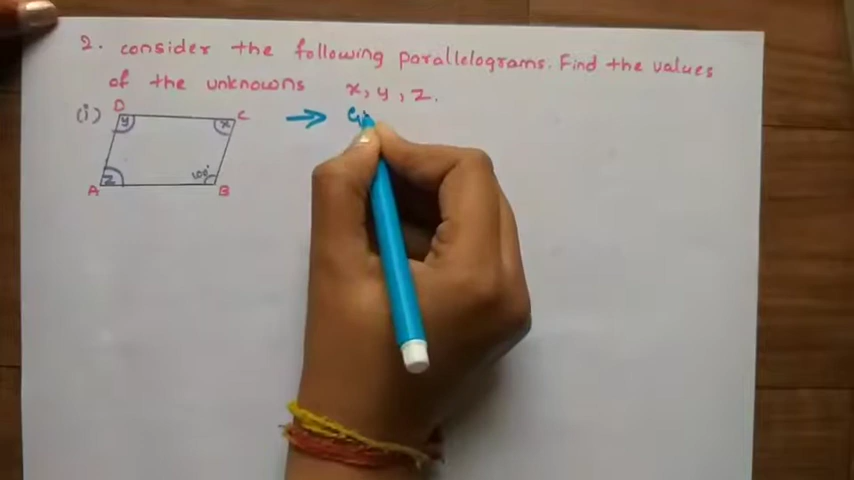 2. consider the following parallelograms. Find the values
of the unknowns x, y, z.
(i) D y x C →
A z 100° B